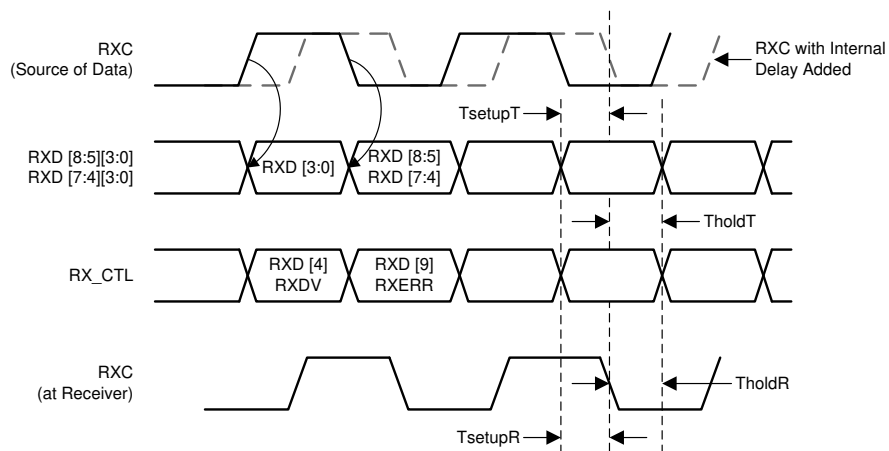 RXC
(Source of Data)
RXC with Internal
Delay Added
TsetupT
RXD [8:5][3:0]
RXD [7:4][3:0]
RXD [3:0]
RXD [8:5]
RXD [7:4]
TholdT
RX_CTL
RXD [4]
RXDV
RXD [9]
RXERR
RXC
(at Receiver)
TholdR
TsetupR